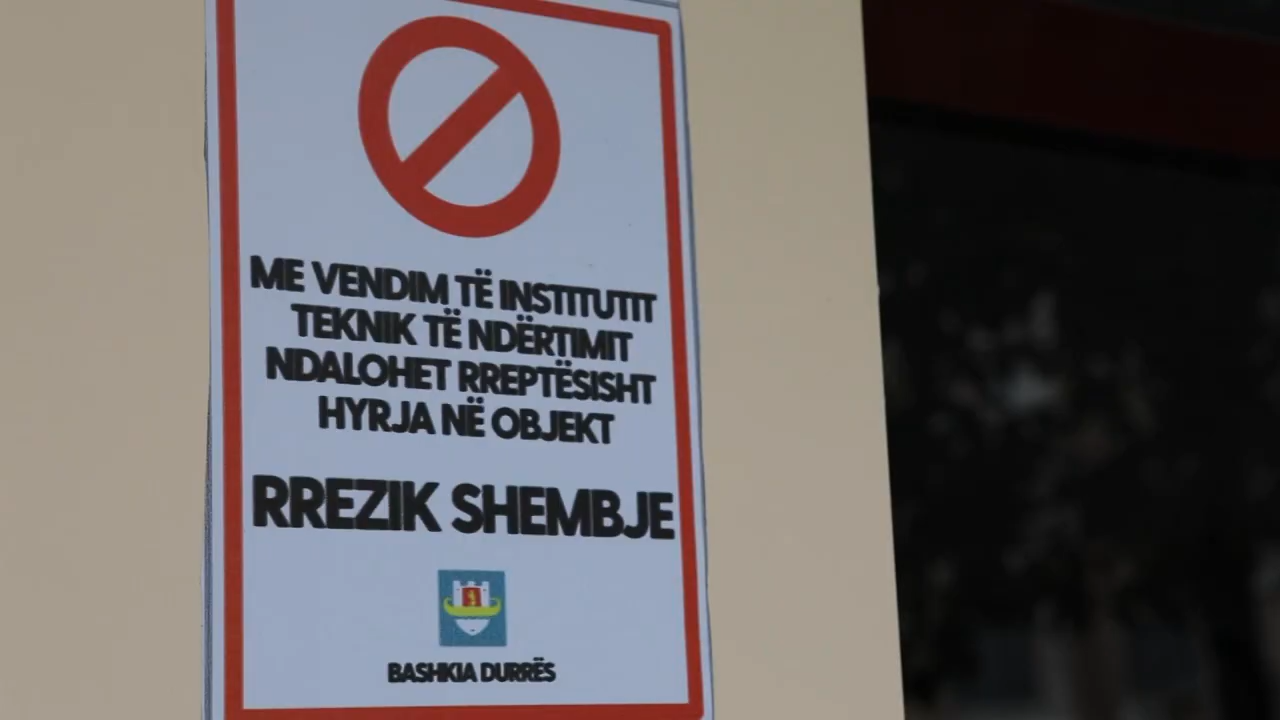 ME VENDIM TË INSTITUTIT
TEKNIK TË NDËRTIMIT
NDALOHET RREPTËSISHT
HYRJA NË OBJEKT
RREZIK SHEMBJE
BASHKIA DURRËS